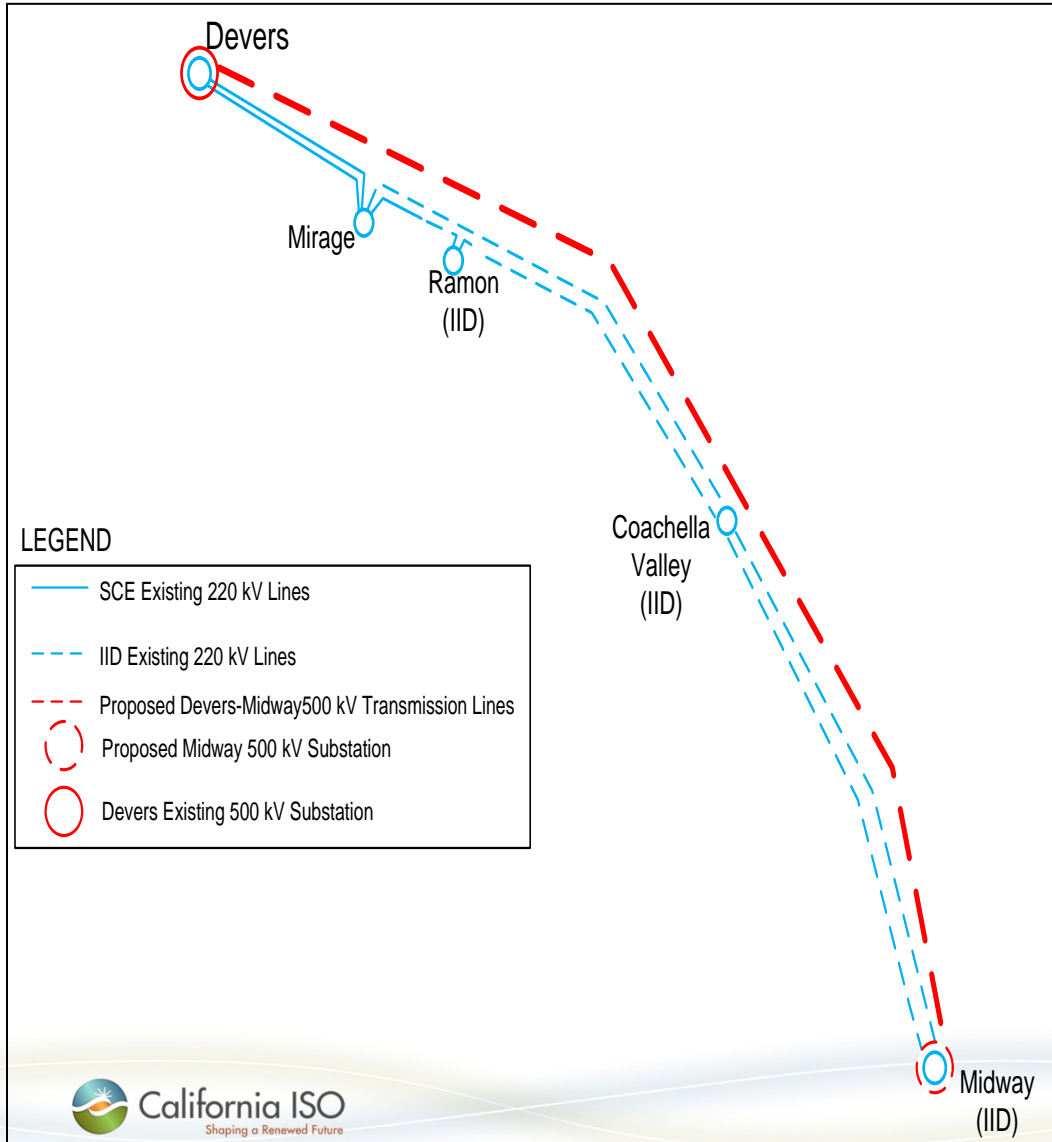 Devers
Mirage
Ramon
(IID)
Coachella
Valley
(IID)
LEGEND
SCE Existing 220 kV Lines
IID Existing 220 kV Lines
Proposed Devers-Midway500 kV Transmission Lines
Proposed Midway 500 kV Substation
Devers Existing 500 kV Substation
California ISO
Shaping a Renewed Future
Midway
(IID)